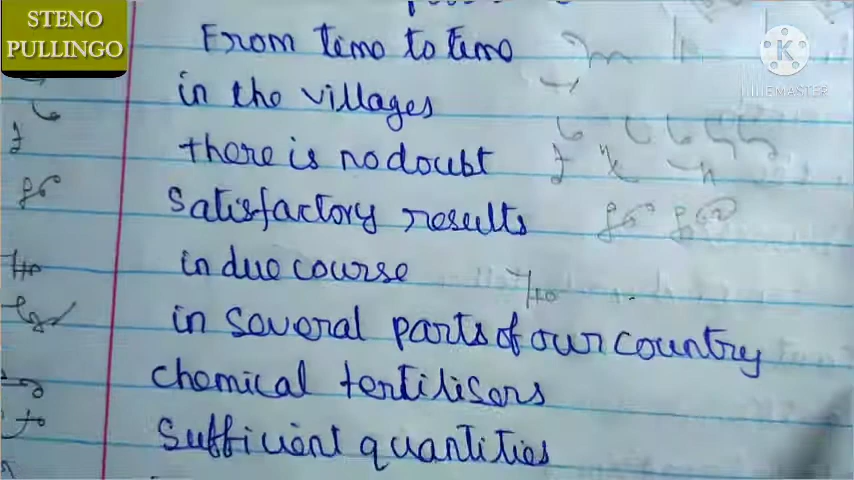 STENO
PULLINGO
From time to time
in the villages
there is no doubt
Satisfactory results
in due course
in several parts of our country
chemical fertilisers
Sufficient quantities
K